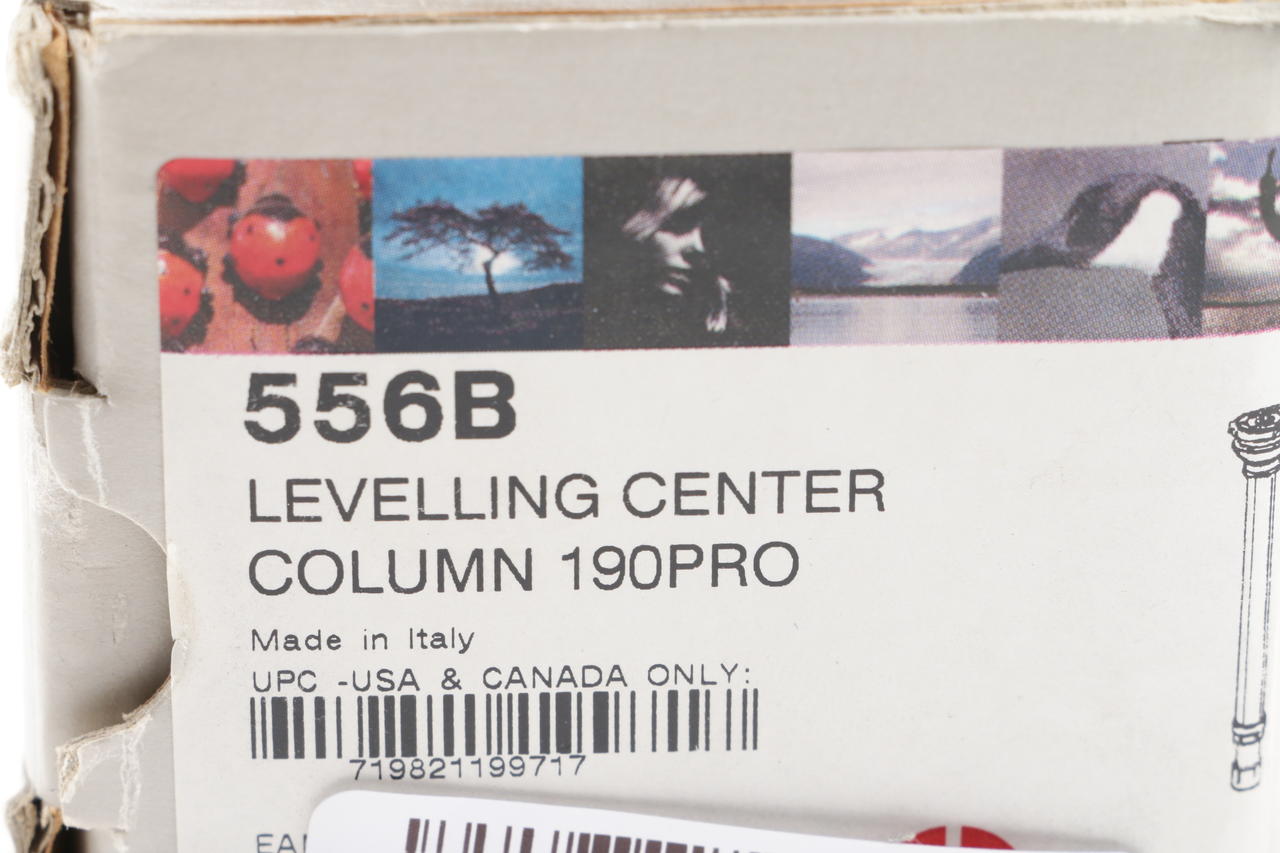 556B
LEVELLING CENTER
COLUMN 190PRO
Made in Italy
UPC -USA & CANADA ONLY:
719821199717